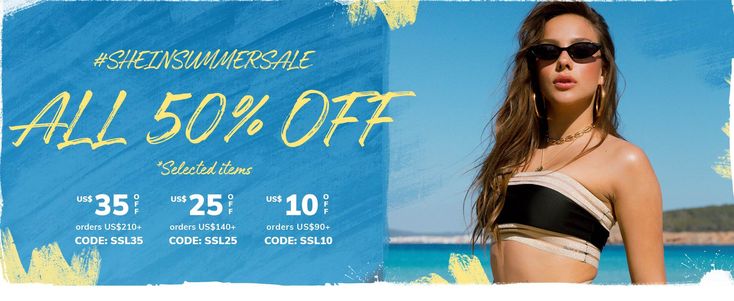 #SHEINSUMMERSALE
ALL 50% OFF
*Selected items
US$ 35 OFF
orders US$210+
CODE: SSL35
US$ 25 OFF
orders US$140+
CODE: SSL25
US$ 10 OFF
orders US$90+
CODE: SSL10